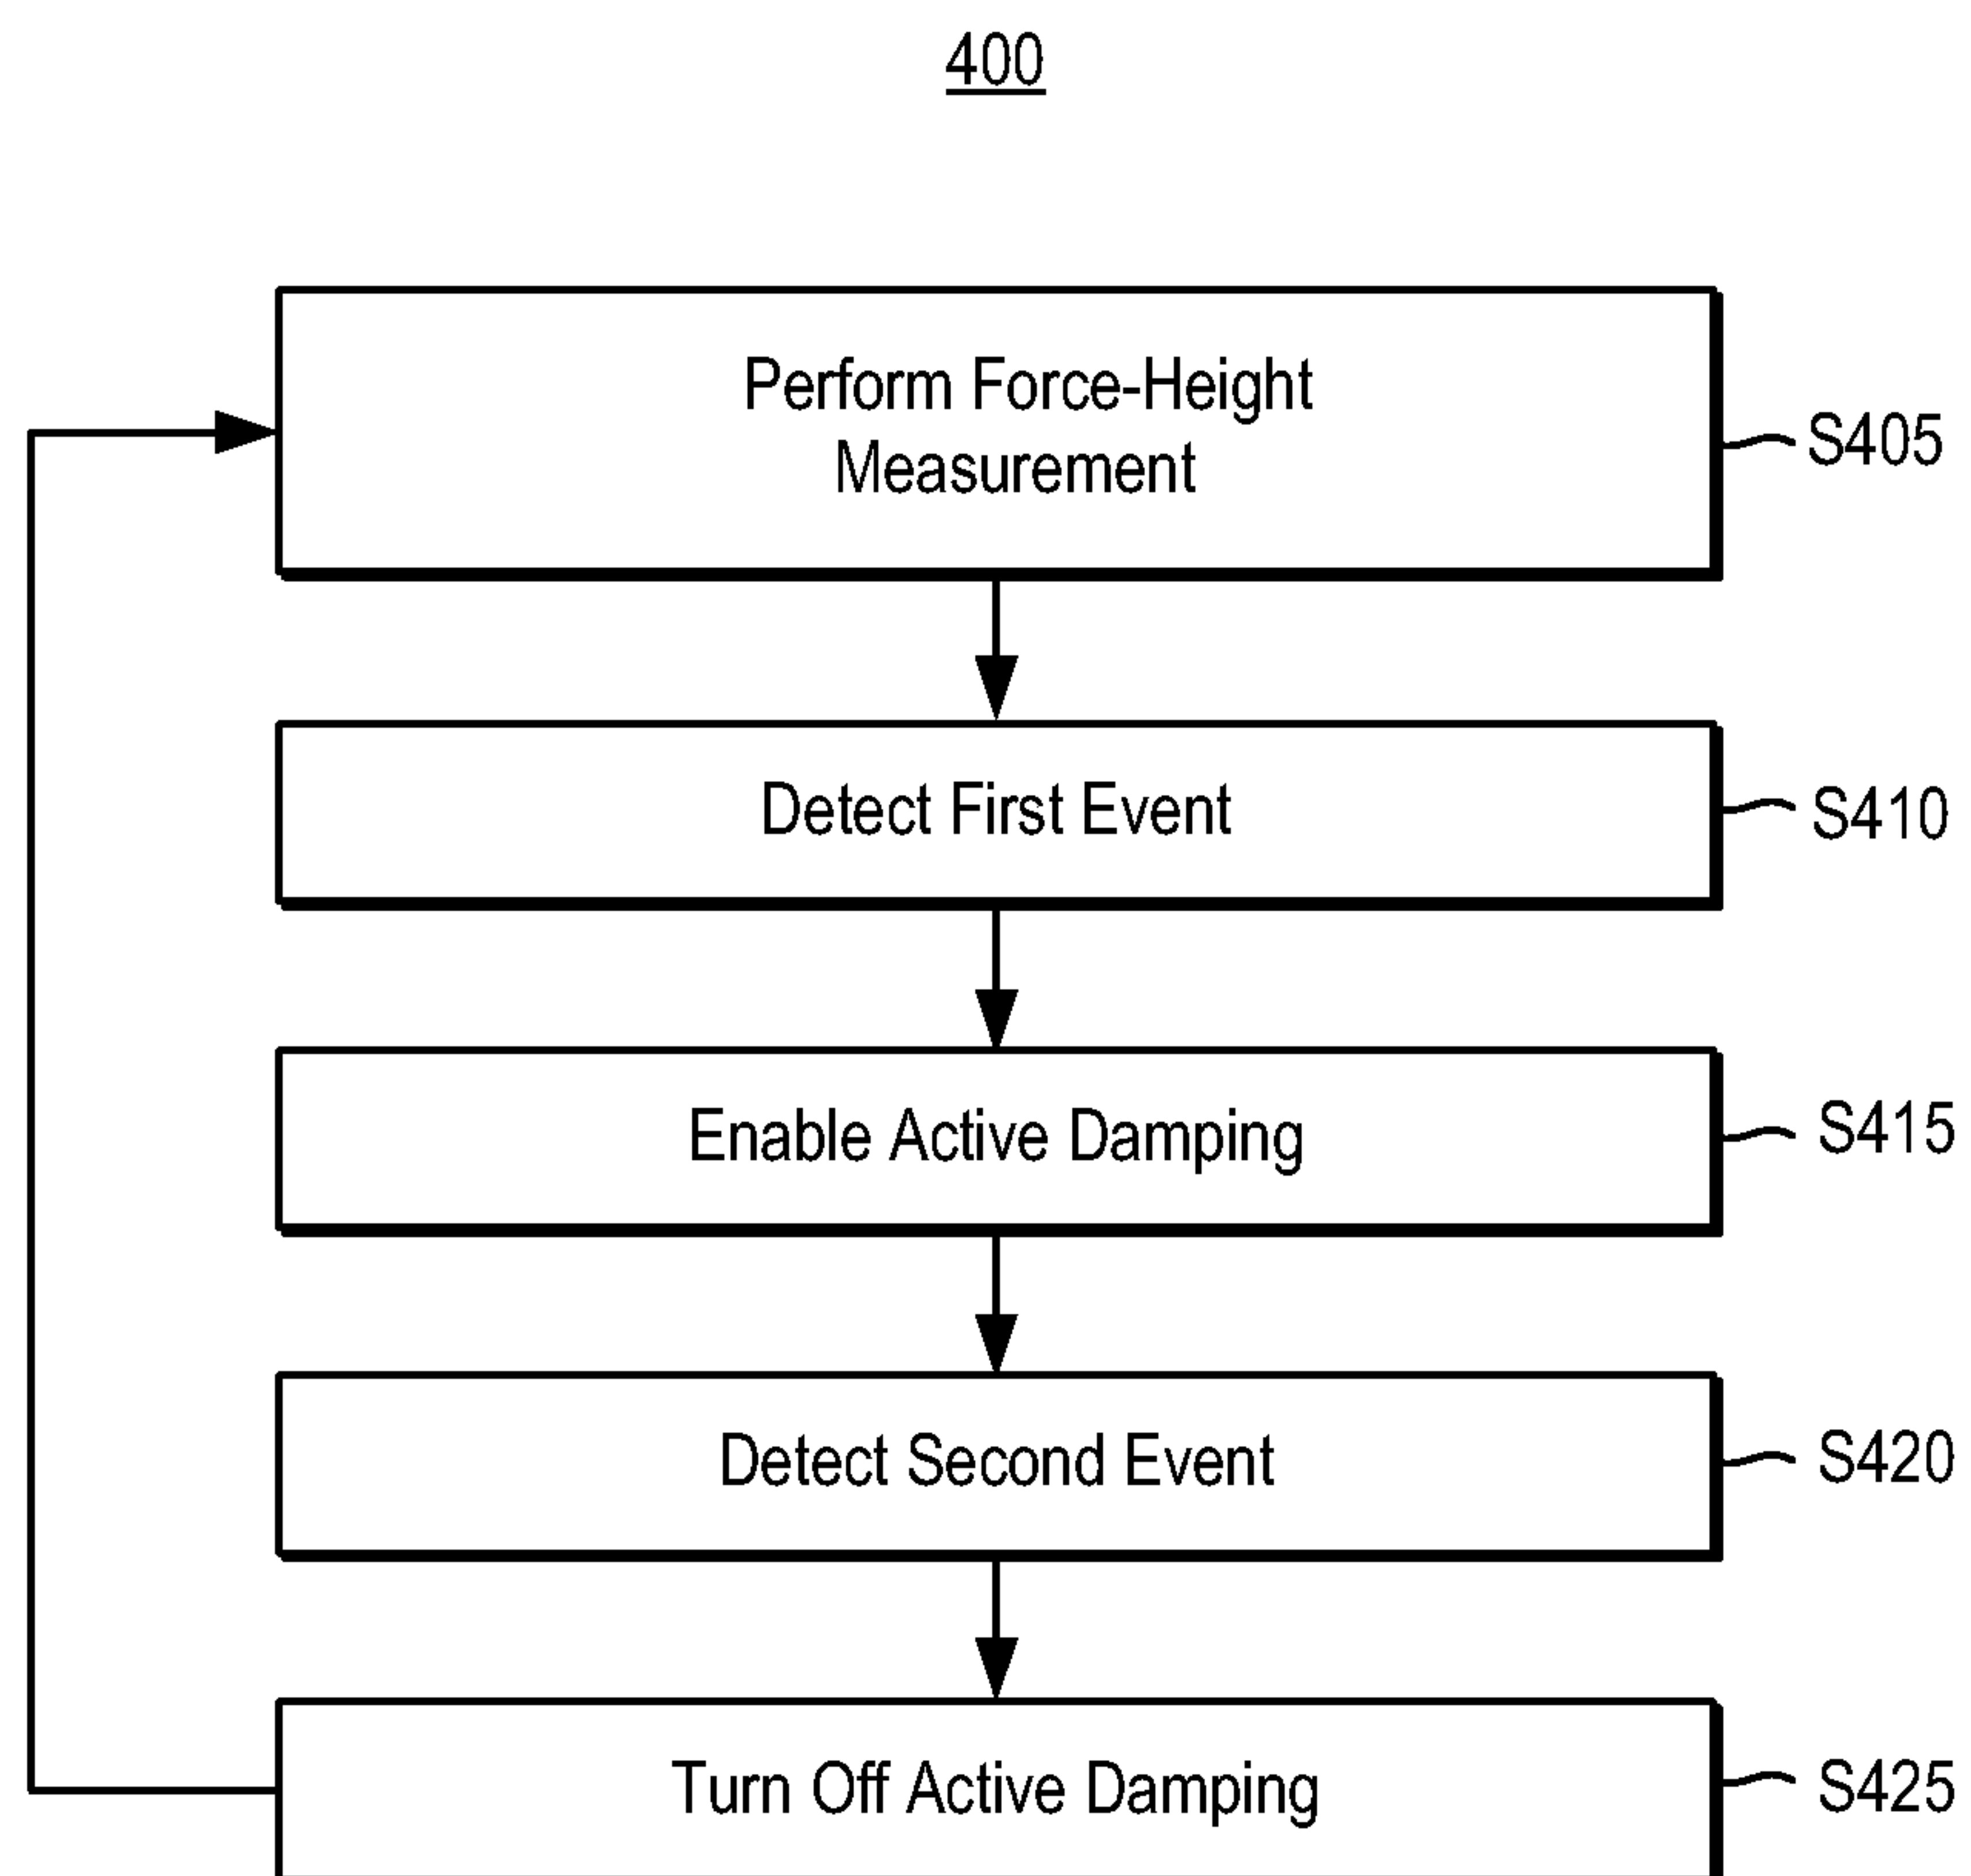 400
Perform Force-Height
Measurement
S405
Detect First Event
S410
Enable Active Damping
S415
Detect Second Event
S420
Turn Off Active Damping
S425